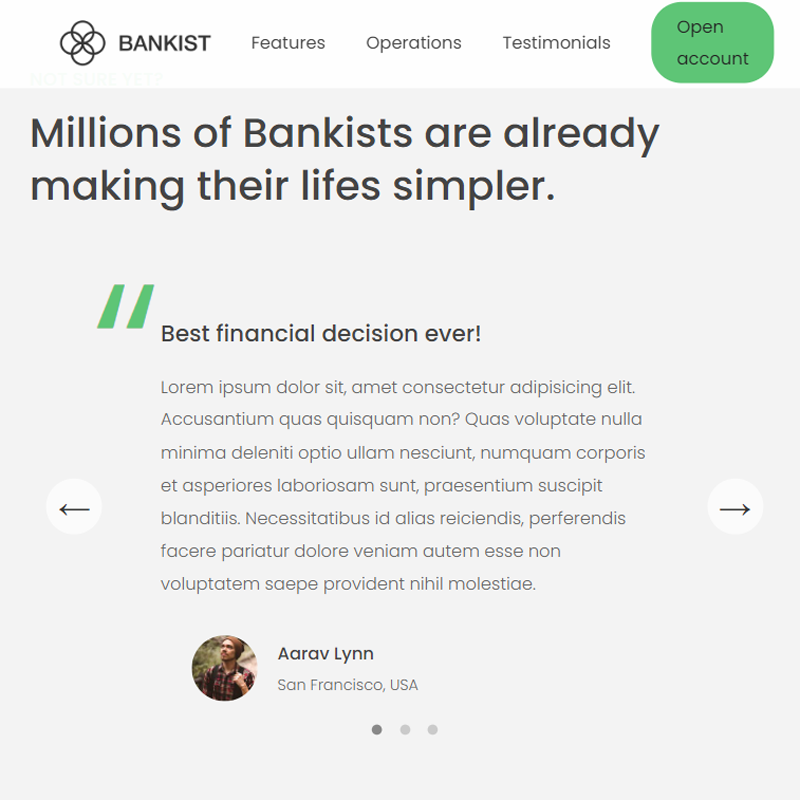 BANKIST
Features
Operations
Testimonials
Open
account
NOT SURE YET?
Millions of Bankists are already
making their lifes simpler.
Best financial decision ever!
Lorem ipsum dolor sit, amet consectetur adipisicing elit.
Accusantium quas quisquam non? Quas voluptate nulla
minima deleniti optio ullam nesciunt, numquam corporis
et asperiores laboriosam sunt, praesentium suscipit
blanditiis. Necessitatibus id alias reiciendis, perferendis
facere pariatur dolore veniam autem esse non
voluptatem saepe provident nihil molestiae.
Aarav Lynn
San Francisco, USA